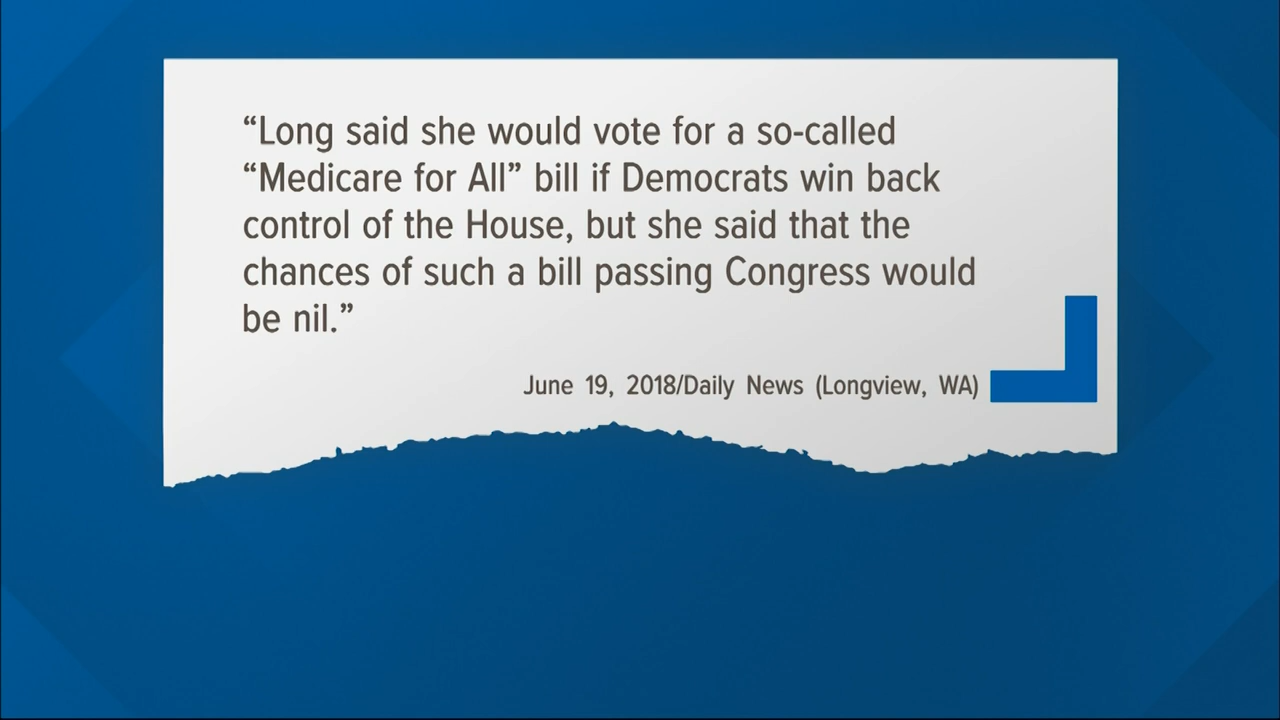 “Long said she would vote for a so-called
“Medicare for All” bill if Democrats win back
control of the House, but she said that the
chances of such a bill passing Congress would
be nil.”
June 19, 2018/Daily News (Longview, WA)